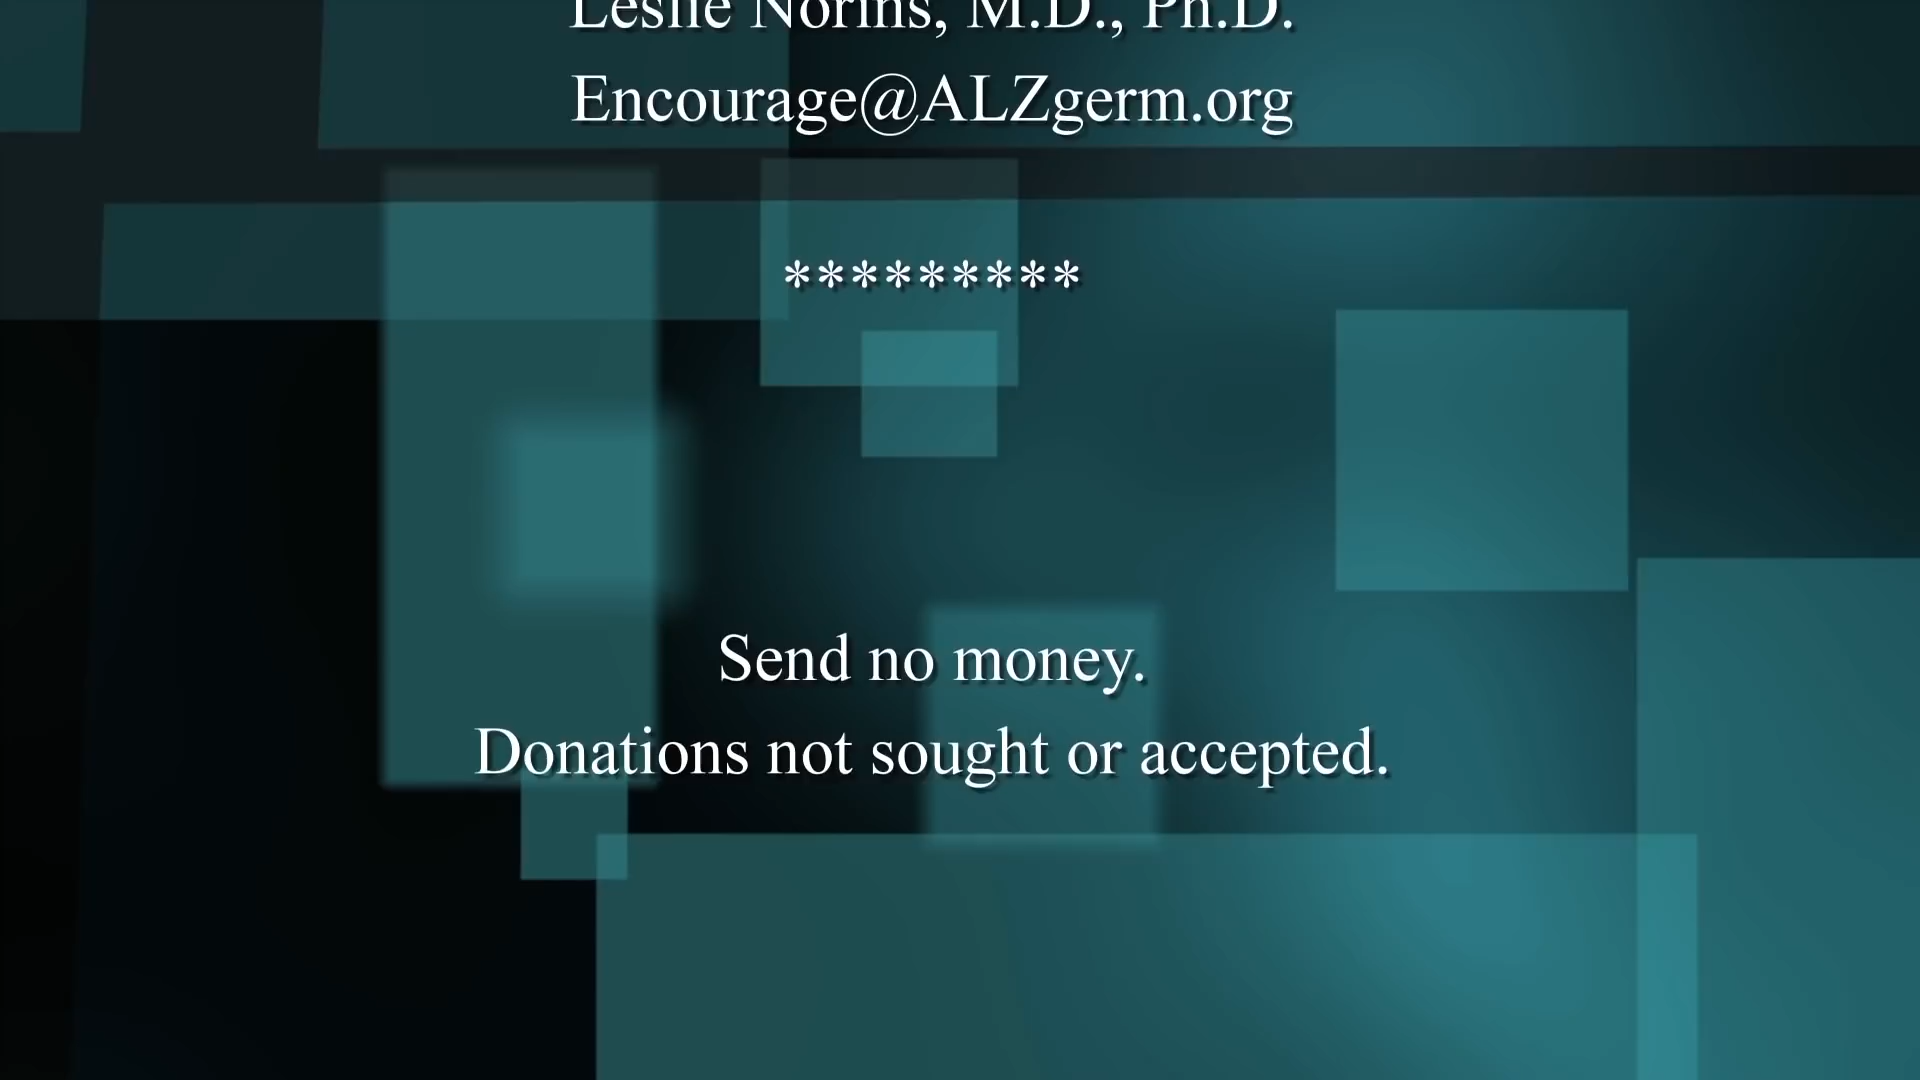 Leslie Norins, M.D., Ph.D.
Encourage@ALZgerm.org
*********
Send no money.
Donations not sought or accepted.